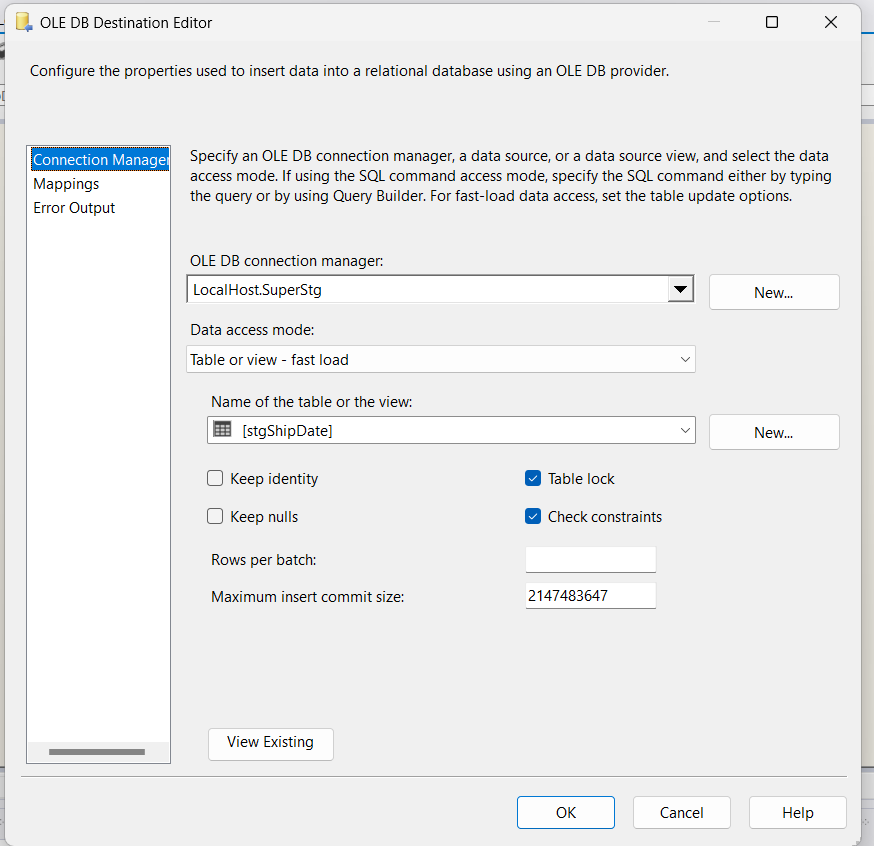 OLE DB Destination Editor
Configure the properties used to insert data into a relational database using an OLE DB provider.
Connection Manager
Mappings
Error Output
Specify an OLE DB connection manager, a data source, or a data source view, and select the data
access mode. If using the SQL command access mode, specify the SQL command either by typing
the query or by using Query Builder. For fast-load data access, set the table update options.
OLE DB connection manager:
LocalHost.SuperStg
New...
Data access mode:
Table or view - fast load
Name of the table or the view:
[stgShipDate]
New...
Keep identity
Table lock
Keep nulls
Check constraints
Rows per batch:
Maximum insert commit size:
2147483647
View Existing
OK
Cancel
Help